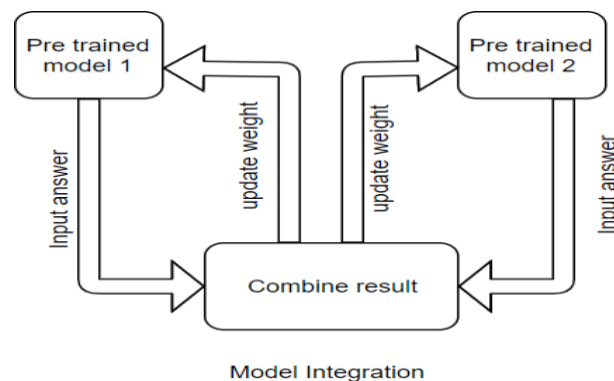 Pre trained
model 1
Pre trained
model 2
Input answer
update weight
update weight
Input answer
Combine result
Model Integration